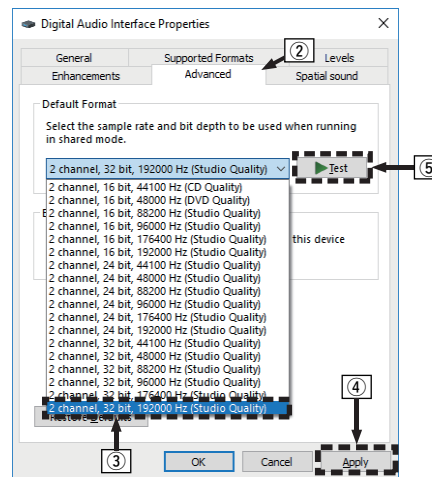 Digital Audio Interface Properties
General Supported Formats Levels
②
Enhancements Advanced Spatial sound
Default Format
Select the sample rate and bit depth to be used when running
in shared mode.
2 channel, 32 bit, 192000 Hz (Studio Quality) Test
⑤
2 channel, 16 bit, 44100 Hz (CD Quality)
2 channel, 16 bit, 48000 Hz (DVD Quality)
2 channel, 16 bit, 88200 Hz (Studio Quality)
2 channel, 16 bit, 96000 Hz (Studio Quality)
2 channel, 16 bit, 176400 Hz (Studio Quality) this device
2 channel, 16 bit, 192000 Hz (Studio Quality)
2 channel, 24 bit, 44100 Hz (Studio Quality)
2 channel, 24 bit, 48000 Hz (Studio Quality)
2 channel, 24 bit, 88200 Hz (Studio Quality)
2 channel, 24 bit, 96000 Hz (Studio Quality)
2 channel, 24 bit, 176400 Hz (Studio Quality)
2 channel, 24 bit, 192000 Hz (Studio Quality)
2 channel, 32 bit, 44100 Hz (Studio Quality)
2 channel, 32 bit, 48000 Hz (Studio Quality)
2 channel, 32 bit, 88200 Hz (Studio Quality)
2 channel, 32 bit, 96000 Hz (Studio Quality)
2 channel, 32 bit, 176400 Hz (Studio Quality)
2 channel, 32 bit, 192000 Hz (Studio Quality)
④
③
OK Cancel Apply